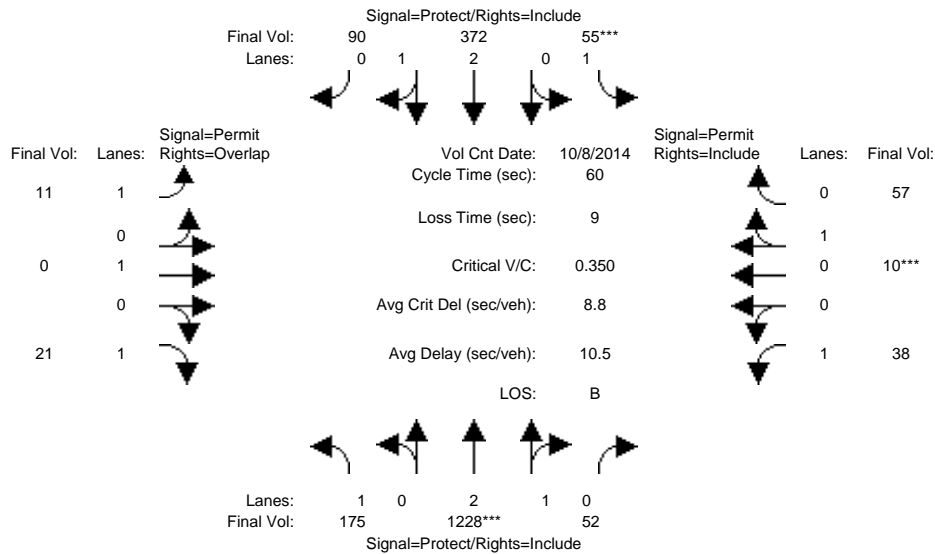 Signal=Protect/Rights=Include
Final Vol: 90 372 55***
Lanes: 0 1 2 0 1
Signal=Permit Signal=Permit
Final Vol: Lanes: Rights=Overlap Vol Cnt Date: 10/8/2014 Rights=Include Lanes: Final Vol:
Cycle Time (sec): 60
11 1 0 57
Loss Time (sec): 9
0 1
0 1 Critical V/C: 0.350 0 10***
0 Avg Crit Del (sec/veh): 8.8 0
21 1 Avg Delay (sec/veh): 10.5 1 38
LOS: B
Lanes: 1 0 2 1 0
Final Vol: 175 1228*** 52
Signal=Protect/Rights=Include